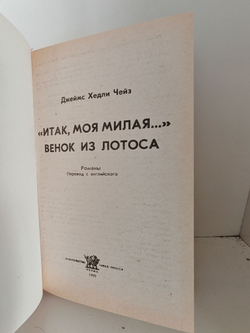 Джеймс Хедли Чейз
«ИТАК, МОЯ МИЛАЯ...»
ВЕНОК ИЗ ЛОТОСА
Романы
Перевод с английского